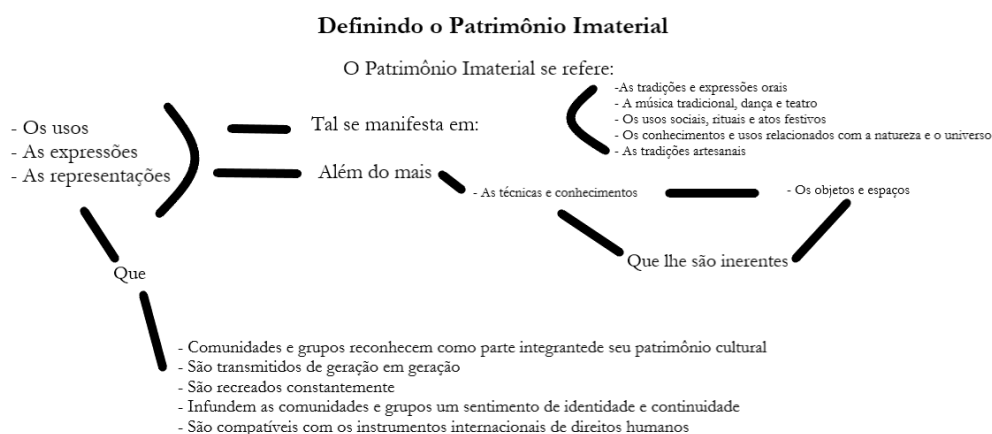 Definindo o Patrimônio Imaterial
O Patrimônio Imaterial se refere:
- Os usos
- As expressões
- As representações
Tal se manifesta em:
-As tradições e expressões orais
- A música tradicional, dança e teatro
- Os usos sociais, rituais e atos festivos
- Os conhecimentos e usos relacionados com a natureza e o universo
- As tradições artesanais
Além do mais
- As técnicas e conhecimentos
- Os objetos e espaços
Que lhe são inerentes
Que
- Comunidades e grupos reconhecem como parte integrantede seu patrimônio cultural
- São transmitidos de geração em geração
- São recreados constantemente
- Infundem as comunidades e grupos um sentimento de identidade e continuidade
- São compatíveis com os instrumentos internacionais de direitos humanos